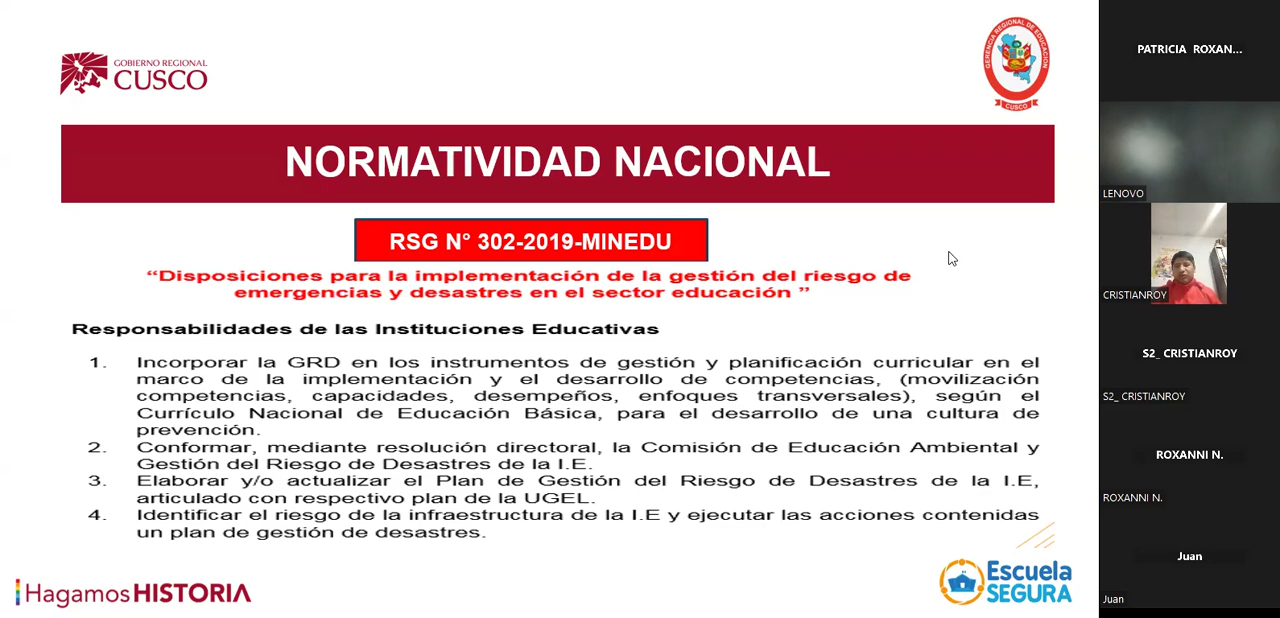 GOBIERNO REGIONAL
CUSCO
GERENCIA REGIONAL DE EDUCACIÓN
CUSCO
NORMATIVIDAD NACIONAL
RSG N° 302-2019-MINEDU
“Disposiciones para la implementación de la gestión del riesgo de
emergencias y desastres en el sector educación ”
Responsabilidades de las Instituciones Educativas
1. Incorporar la GRD en los instrumentos de gestión y planificación curricular en el
marco de la implementación y el desarrollo de competencias, (movilización
competencias, capacidades, desempeños, enfoques transversales), según el
Currículo Nacional de Educación Básica, para el desarrollo de una cultura de
prevención.
2. Conformar, mediante resolución directoral, la Comisión de Educación Ambiental y
Gestión del Riesgo de Desastres de la I.E.
3. Elaborar y/o actualizar el Plan de Gestión del Riesgo de Desastres de la I.E,
articulado con respectivo plan de la UGEL.
4. Identificar el riesgo de la infraestructura de la I.E y ejecutar las acciones contenidas
un plan de gestión de desastres.
HagamosHISTORIA
Escuela
SEGURA
PATRICIA ROXAN...
LENOVO
CRISTIANROY
S2_ CRISTIANROY
S2_ CRISTIANROY
ROXANNI N.
ROXANNI N.
Juan
Juan